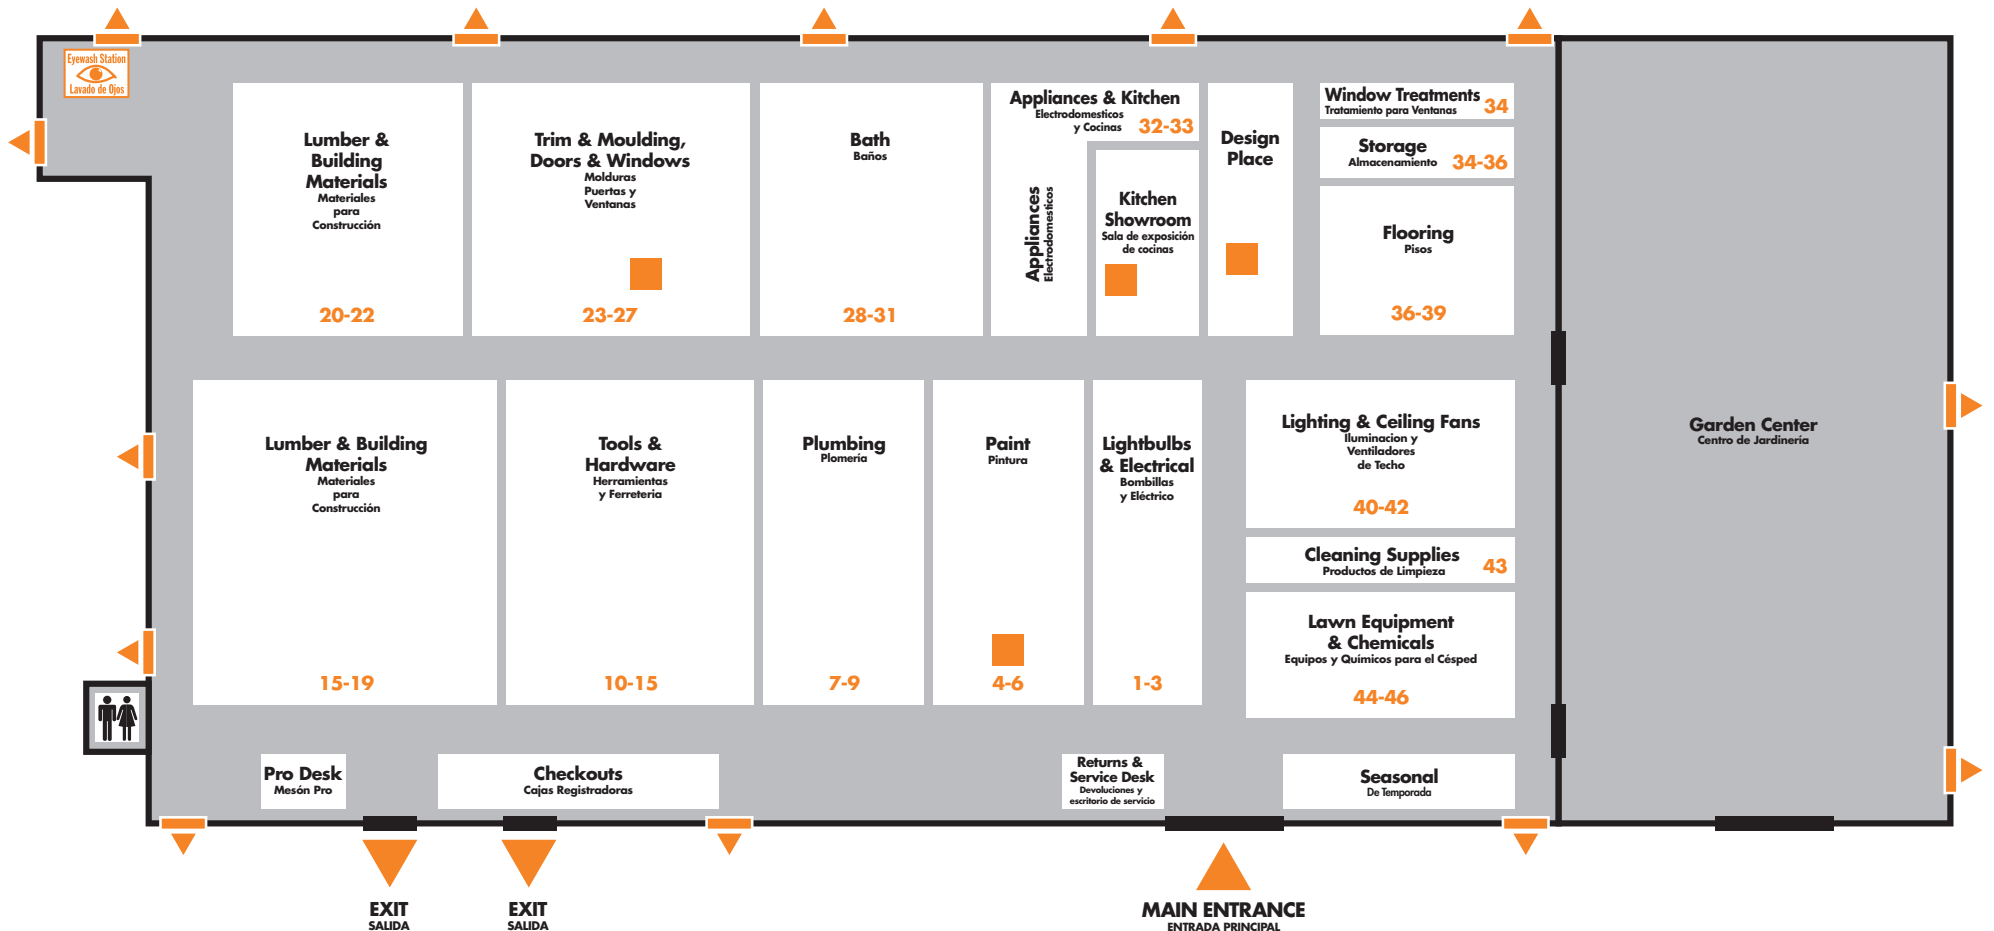 Eyewash Station
Lavado de Ojos
Lumber &
Building
Materials
Materiales
para
Construcción
20-22
Trim & Moulding,
Doors & Windows
Molduras
Puertas y
Ventanas
23-27
Bath
Baños
28-31
Appliances & Kitchen
Electrodomesticos
y Cocinas
32-33
Appliances
Electrodomesticos
Kitchen
Showroom
Sala de exposición
de cocinas
Design
Place
Window Treatments
Tratamiento para Ventanas
34
Storage
Almacenamiento
34-36
Flooring
Pisos
36-39
Lumber & Building
Materials
Materiales
para
Construcción
15-19
Tools &
Hardware
Herramientas
y Ferreteria
10-15
Plumbing
Plomería
7-9
Paint
Pintura
4-6
Lightbulbs
& Electrical
Bombillas
y Eléctrico
1-3
Lighting & Ceiling Fans
Iluminacion y
Ventiladores
de Techo
40-42
Cleaning Supplies
Productos de Limpieza
43
Lawn Equipment
& Chemicals
Equipos y Químicos para el Césped
44-46
Garden Center
Centro de Jardinería
Pro Desk
Mesón Pro
Checkouts
Cajas Registradoras
Returns &
Service Desk
Devoluciones y
escritorio de servicio
Seasonal
De Temporada
EXIT
SALIDA
EXIT
SALIDA
MAIN ENTRANCE
ENTRADA PRINCIPAL